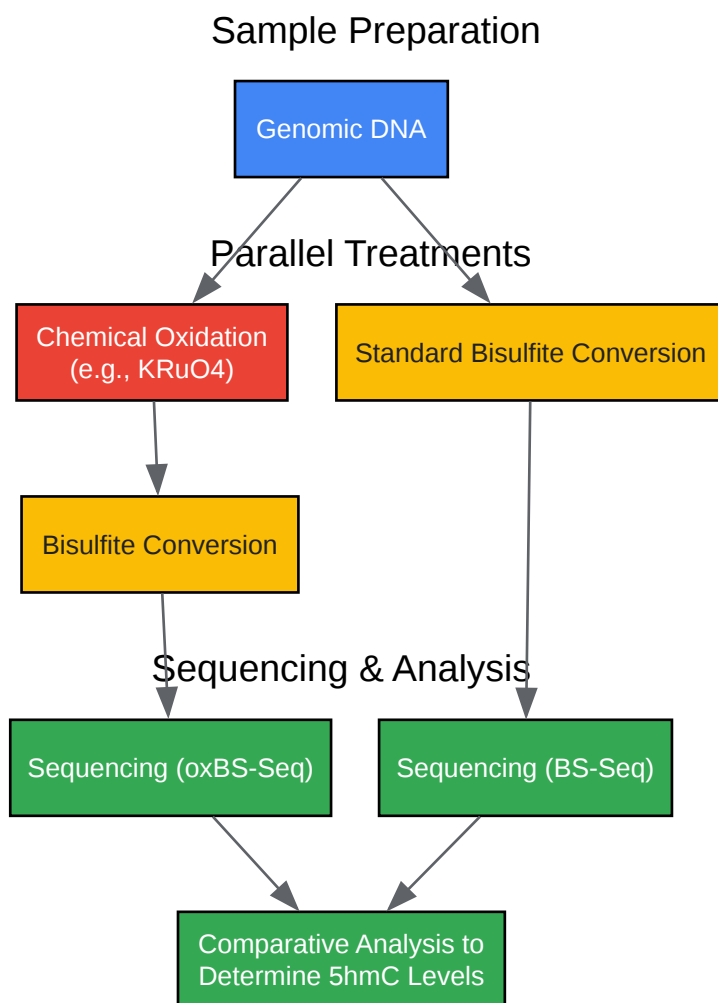 Sample Preparation
Genomic DNA
Parallel Treatments
Chemical Oxidation
(e.g., KRuO4)
Standard Bisulfite Conversion
Bisulfite Conversion
Sequencing & Analysis
Sequencing (oxBS-Seq)
Sequencing (BS-Seq)
Comparative Analysis to
Determine 5hmC Levels